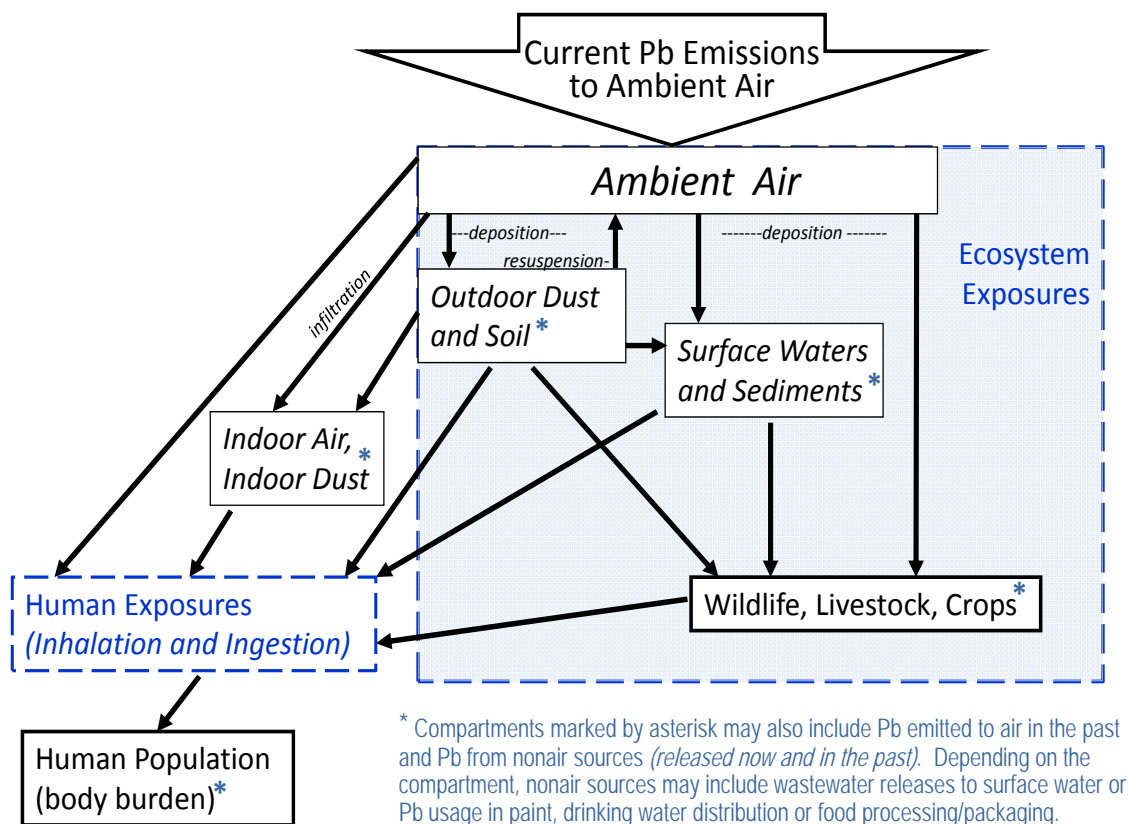 Current Pb Emissions
to Ambient Air
Ambient Air
---deposition---
-------deposition -------
resuspension-
infiltration
Ecosystem
Exposures
Outdoor Dust
and Soil *
Surface Waters
and Sediments *
Indoor Air,
Indoor Dust *
Human Exposures
(Inhalation and Ingestion)
Wildlife, Livestock, Crops *
Human Population
(body burden) *
* Compartments marked by asterisk may also include Pb emitted to air in the past
and Pb from nonair sources (released now and in the past). Depending on the
compartment, nonair sources may include wastewater releases to surface water or
Pb usage in paint, drinking water distribution or food processing/packaging.